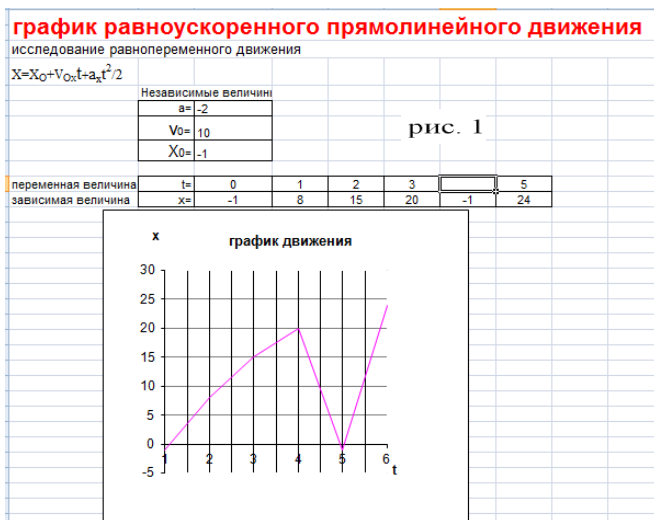 график равноускоренного прямолинейного движения
исследование равнопеременного движения
X=X₀+V₀ₓt+aₓt²/2
Независимые величин
a= -2
V0= 10
X0= -1
рис. 1
переменная величина t= 0 1 2 3 5
зависимая величина x= -1 8 15 20 -1 24
x
график движения
30
25
20
15
10
5
0
-5
1 2 3 4 5 6
t